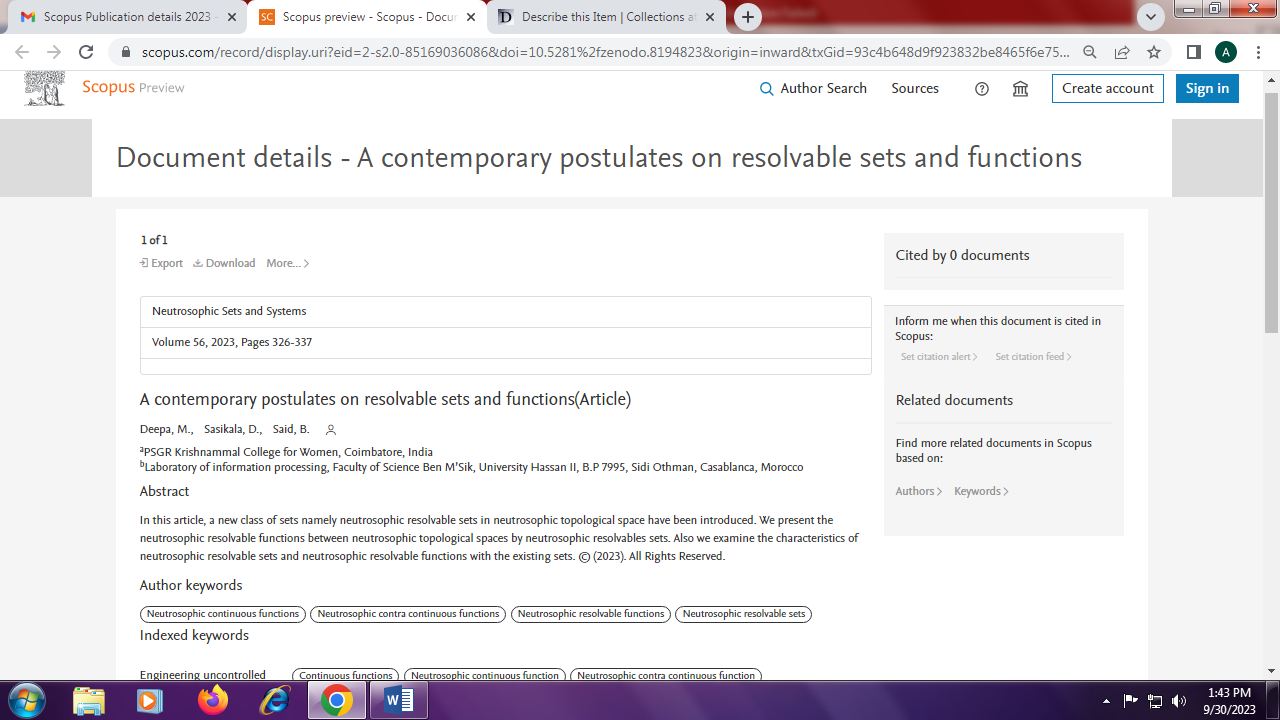 Scopus Publication details 2023 -
Scopus preview - Scopus - Docum
Describe this Item | Collections at
scopus.com/record/display.uri?eid=2-s2.0-85169036086&doi=10.5281%2fzenodo.8194823&origin=inward&txGid=93c4b648d9f923832be8465f6e75...
A
Scopus Preview
Author Search
Sources
Create account
Sign in
Document details - A contemporary postulates on resolvable sets and functions
1 of 1
Export
Download
More...
Neutrosophic Sets and Systems
Volume 56, 2023, Pages 326-337
A contemporary postulates on resolvable sets and functions(Article)
Deepa, M., Sasikala, D., Said, B.
aPSGR Krishnammal College for Women, Coimbatore, India
bLaboratory of information processing, Faculty of Science Ben M'Sik, University Hassan II, B.P 7995, Sidi Othman, Casablanca, Morocco
Abstract
In this article, a new class of sets namely neutrosophic resolvable sets in neutrosophic topological space have been introduced. We present the
neutrosophic resolvable functions between neutrosophic topological spaces by neutrosophic resolvables sets. Also we examine the characteristics of
neutrosophic resolvable sets and neutrosophic resolvable functions with the existing sets. © (2023). All Rights Reserved.
Author keywords
Neutrosophic continuous functions
Neutrosophic contra continuous functions
Neutrosophic resolvable functions
Neutrosophic resolvable sets
Indexed keywords
Engineering uncontrolled
Continuous functions
Neutrosophic continuous function
Neutrosophic contra continuous function
Cited by 0 documents
Inform me when this document is cited in
Scopus:
Set citation alert
Set citation feed
Related documents
Find more related documents in Scopus
based on:
Authors
Keywords
1:43 PM
9/30/2023